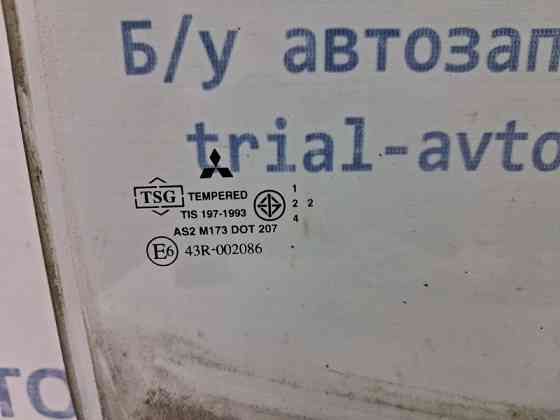 Б/у автозап
trial-avto
TSG TEMPERED
TIS 197-1993
1
2 2
4
AS2 M173 DOT 207
E6 43R-002086